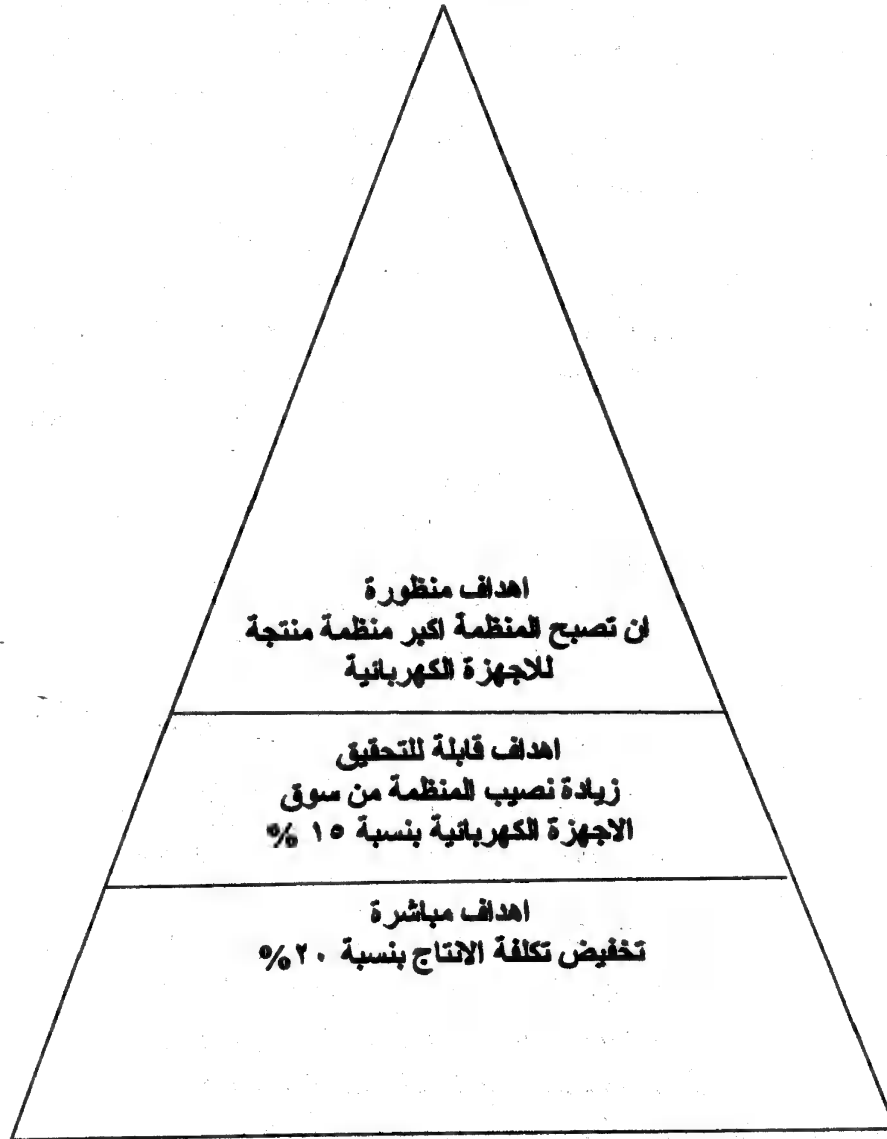 اهداف منظورة
ان تصبح المنظمة اكبر منظمة منتجة
للاجهزة الكهربائية
اهداف قابلة للتحقيق
زيادة نصيب المنظمة من سوق
الاجهزة الكهربائية بنسبة ١٥ %
اهداف مباشرة
تخفيض تكلفة الانتاج بنسبة ٢٠%